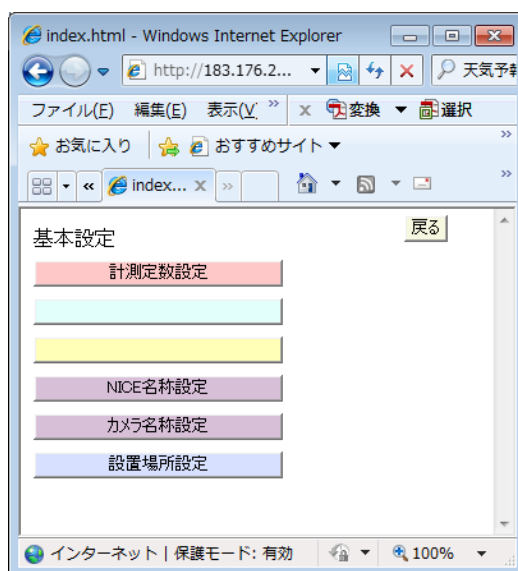 index.html - Windows Internet Explorer
http://183.176.2... 天気予
ファイル(F) 編集(E) 表示(V) » x 変換 ▼ 選択
お気に入り おすすめサイト ▼ »
« index... x » »
基本設定 戻る
計測定数設定
NICE名称設定
カメラ名称設定
設置場所設定
インターネット | 保護モード: 有効 100% ▼